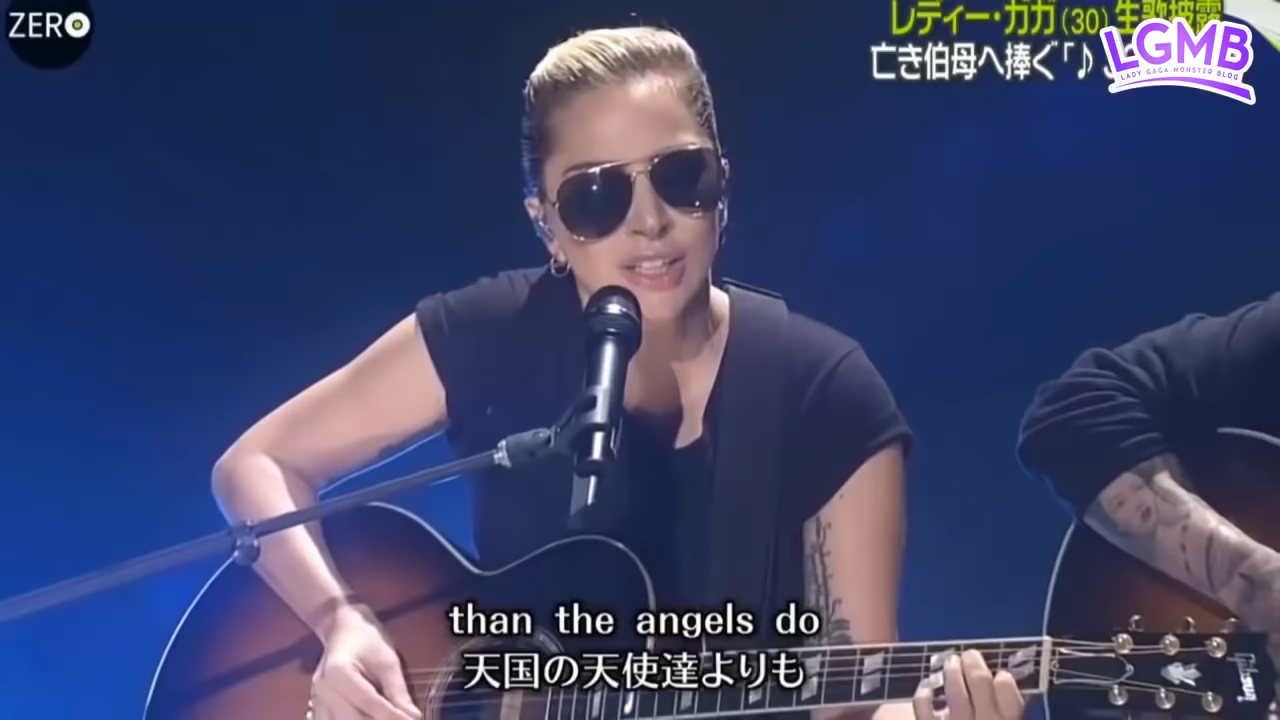 ZERO
レディー・ガガ(30)生歌披露
亡き伯母へ捧ぐ「♪
LGMB
LADY GAGA MONSTER BLOG
than the angels do
天国の天使達よりも